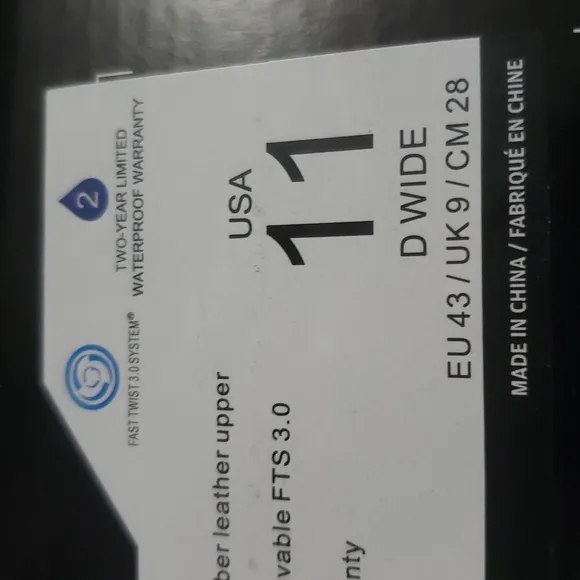 2
TWO-YEAR LIMITED
WATERPROOF WARRANTY
FAST TWIST 3.0 SYSTEM®
USA
11
D WIDE
EU 43 / UK 9 / CM 28
ber leather upper
vable FTS 3.0
nty
MADE IN CHINA / FABRIQUÉ EN CHINE